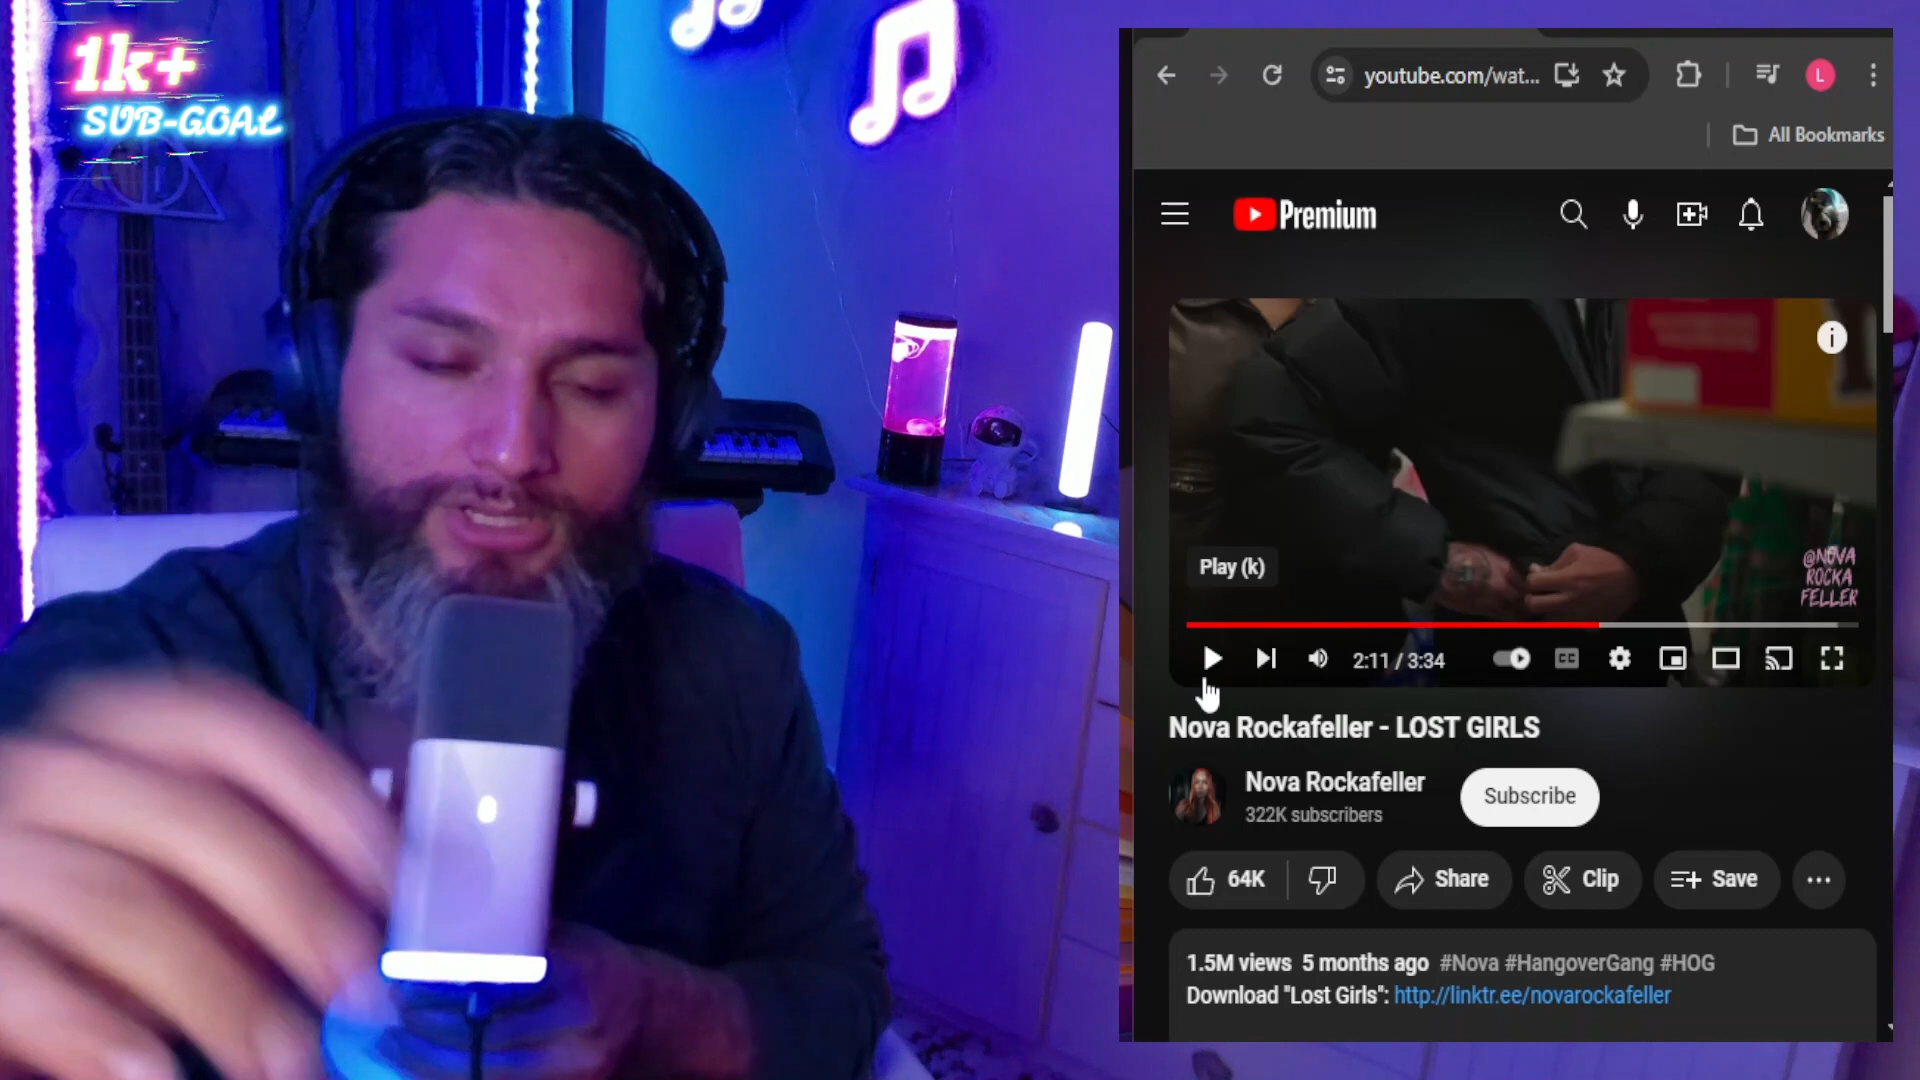 1k+
SUB-GOAL
youtube.com/wat...
L
All Bookmarks
Premium
Play (k)
@NOVA
ROCKA
FELLER
2:11 / 3:34
CC
Nova Rockafeller - LOST GIRLS
Nova Rockafeller
322K subscribers
Subscribe
64K
Share
Clip
Save
1.5M views 5 months ago #Nova #HangoverGang #HOG
Download "Lost Girls": http://linktr.ee/novarockafeller